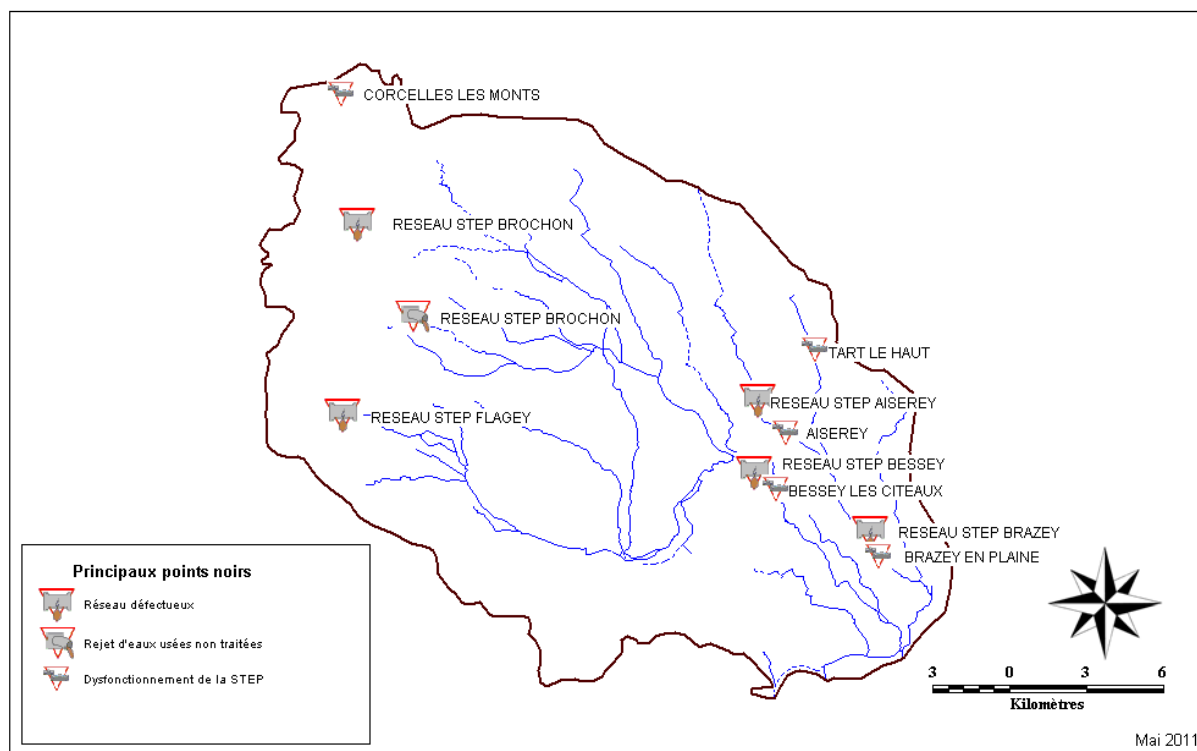 CORCELLES LES MONTS
RESEAU STEP BROCHON
RESEAU STEP BROCHON
TART LE HAUT
RESEAU STEP AISEREY
RESEAU STEP FLAGEY
AISEREY
RESEAU STEP BESSEY
BESSEY LES CITEAUX
RESEAU STEP BRAZEY
BRAZEY EN PLAINE
Principaux points noirs
Réseau défectueux
Rejet d'eaux usées non traitées
Dysfonctionnement de la STEP
3 0 3 6
Kilomètres
Mai 2011